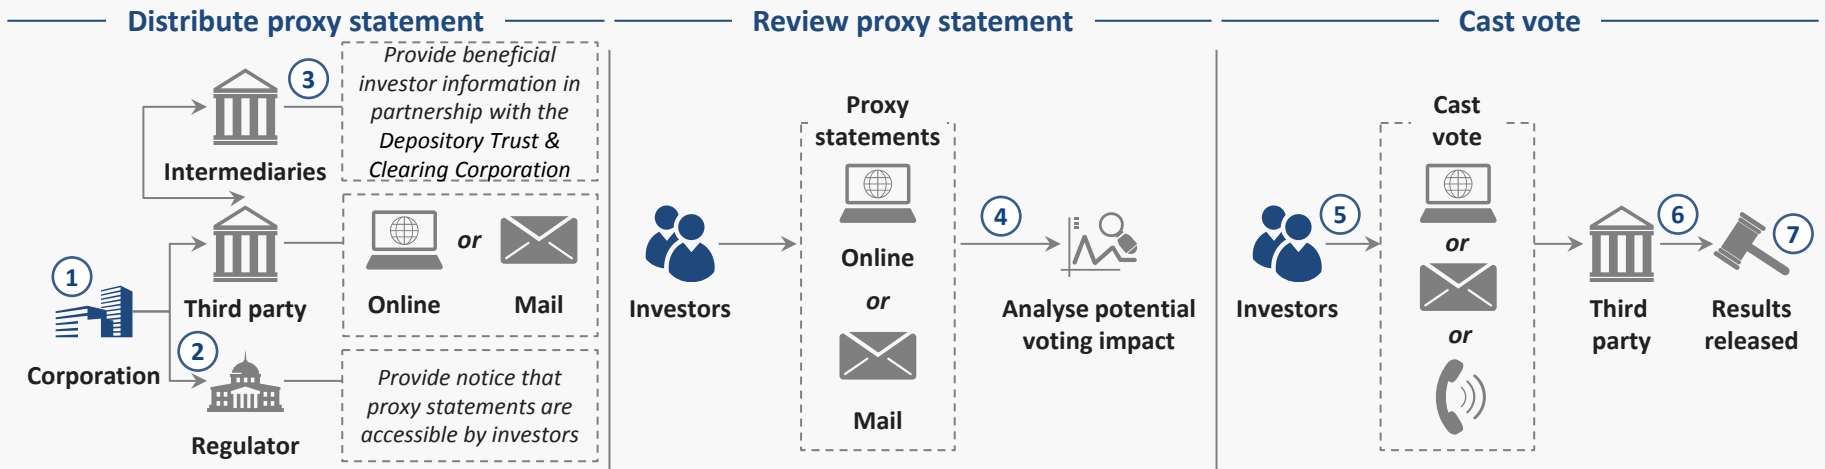 Distribute proxy statement
3
Provide beneficial
investor information in
partnership with the
Depository Trust &
Clearing Corporation
Intermediaries
1
Third party
or
Online
Mail
Corporation
2
Regulator
Provide notice that
proxy statements are
accessible by investors
Review proxy statement
Investors
Proxy
statements
Online
or
Mail
4
Analyse potential
voting impact
Cast vote
Investors
5
Cast
vote
or
or
Third
party
6
7
Results
released